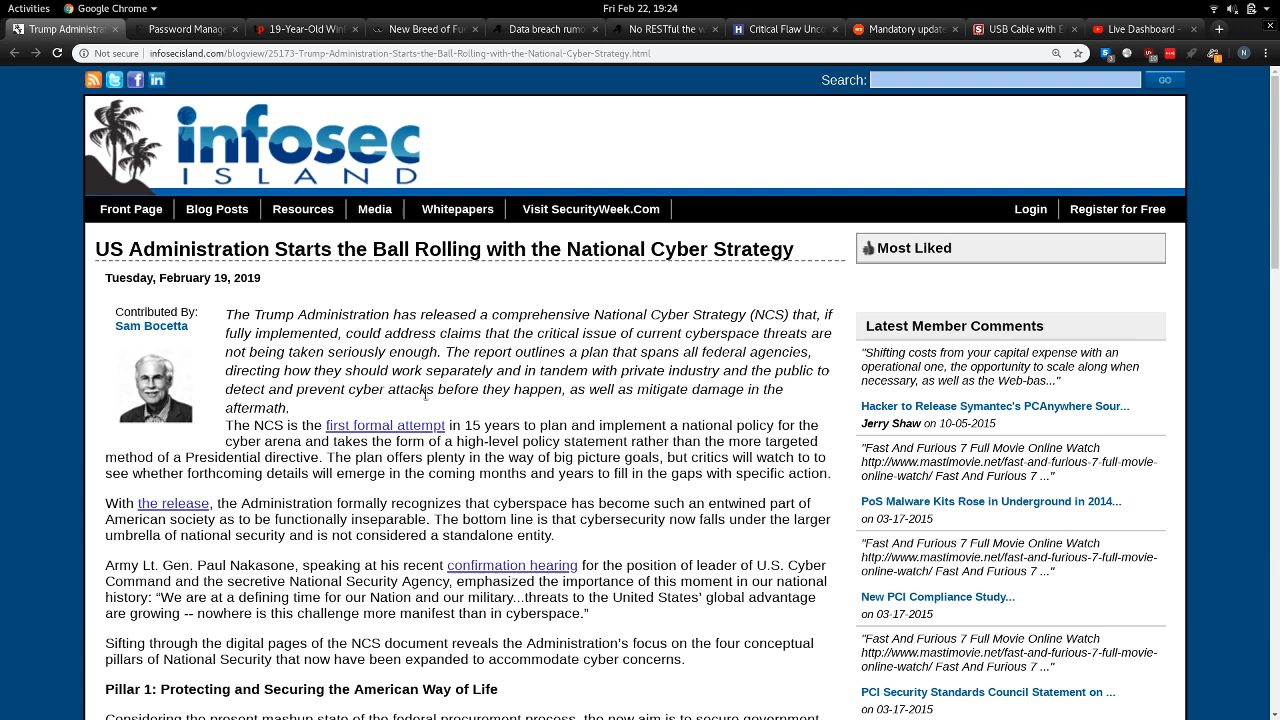 Activities
Google Chrome
Fri Feb 22, 19:24
Trump Administrat
Password Manage
19-Year-Old Win
New Breed of Fu
Data breach rumo
No RESTful the w
Critical Flaw Unco
Mandatory update
USB Cable with E
Live Dashboard -
Not secure | infosecisland.com/blogview/25173-Trump-Administration-Starts-the-Ball-Rolling-with-the-National-Cyber-Strategy.html
Search:
GO
infosec
ISLAND
Front Page
Blog Posts
Resources
Media
Whitepapers
Visit SecurityWeek.Com
Login
Register for Free
US Administration Starts the Ball Rolling with the National Cyber Strategy
Tuesday, February 19, 2019
Contributed By:
Sam Bocetta
The Trump Administration has released a comprehensive National Cyber Strategy (NCS) that, if
fully implemented, could address claims that the critical issue of current cyberspace threats are
not being taken seriously enough. The report outlines a plan that spans all federal agencies,
directing how they should work separately and in tandem with private industry and the public to
detect and prevent cyber attacks before they happen, as well as mitigate damage in the
aftermath.
The NCS is the first formal attempt in 15 years to plan and implement a national policy for the
cyber arena and takes the form of a high-level policy statement rather than the more targeted
method of a Presidential directive. The plan offers plenty in the way of big picture goals, but critics will watch to to
see whether forthcoming details will emerge in the coming months and years to fill in the gaps with specific action.
With the release, the Administration formally recognizes that cyberspace has become such an entwined part of
American society as to be functionally inseparable. The bottom line is that cybersecurity now falls under the larger
umbrella of national security and is not considered a standalone entity.
Army Lt. Gen. Paul Nakasone, speaking at his recent confirmation hearing for the position of leader of U.S. Cyber
Command and the secretive National Security Agency, emphasized the importance of this moment in our national
history: “We are at a defining time for our Nation and our military...threats to the United States’ global advantage
are growing -- nowhere is this challenge more manifest than in cyberspace.”
Sifting through the digital pages of the NCS document reveals the Administration’s focus on the four conceptual
pillars of National Security that now have been expanded to accommodate cyber concerns.
Pillar 1: Protecting and Securing the American Way of Life
Considering the present mashup state of the federal procurement process, the new aim is to secure government
Most Liked
Latest Member Comments
"Shifting costs from your capital expense with an
operational one, the opportunity to scale along when
necessary, as well as the Web-bas..."
Hacker to Release Symantec's PCAnywhere Sour...
Jerry Shaw on 10-05-2015
"Fast And Furious 7 Full Movie Online Watch
http://www.mastimovie.net/fast-and-furious-7-full-movie-
online-watch/ Fast And Furious 7 ..."
PoS Malware Kits Rose in Underground in 2014...
on 03-17-2015
"Fast And Furious 7 Full Movie Online Watch
http://www.mastimovie.net/fast-and-furious-7-full-movie-
online-watch/ Fast And Furious 7 ..."
New PCI Compliance Study...
on 03-17-2015
"Fast And Furious 7 Full Movie Online Watch
http://www.mastimovie.net/fast-and-furious-7-full-movie-
online-watch/ Fast And Furious 7 ..."
PCI Security Standards Council Statement on ...
on 03-17-2015